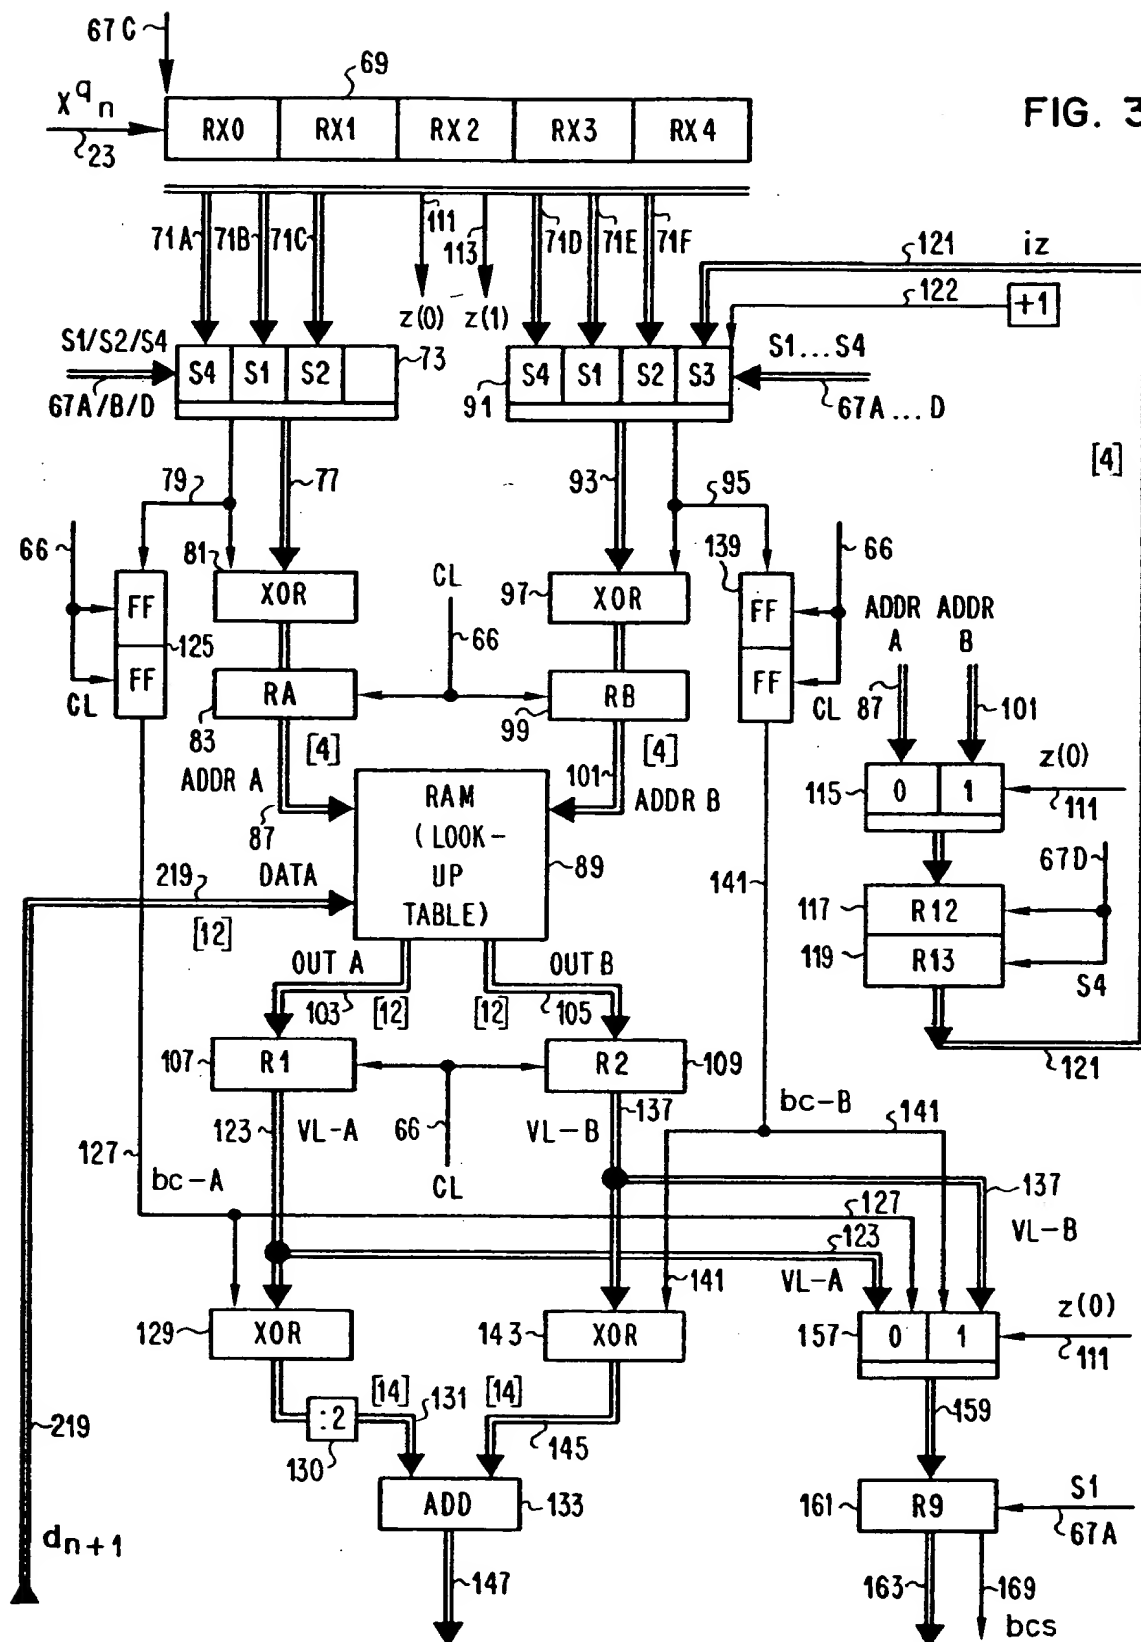 67C
69
FIG. 3
x^q_n
23
RX0 RX1 RX2 RX3 RX4
71A 71B 71C 111 113 71D 71E 71F
121 iz
122 +1
z(0) z(1)
S1/S2/S4
67A/B/D
S4 S1 S2
73
S4 S1 S2 S3
91
S1...S4
67A...D
[4]
79 77 93 95
66 81 XOR CL 97 XOR 139 66
FF
125
FF
CL
66
FF
FF
CL
ADDR A
ADDR B
87 101
RA
83
RB
99
[4] [4]
ADDR A
87
101
ADDR B
RAM
(LOOK-
UP
TABLE)
89
115 0 1
z(0)
111
219 DATA
[12]
141
67D
117 R12
119 R13
S4
121
OUT A OUT B
103 [12] [12] 105
107 R1 R2 109
123 VL-A 66 VL-B 137
CL
127
bc-A
bc-B 141
127
123
VL-A
141
137
VL-B
129 XOR 143 XOR
157 0 1
z(0)
111
[14] [14]
:2 131 145
130
159
219
ADD 133
161 R9
S1
67A
d_{n+1}
147
163 169
bcs